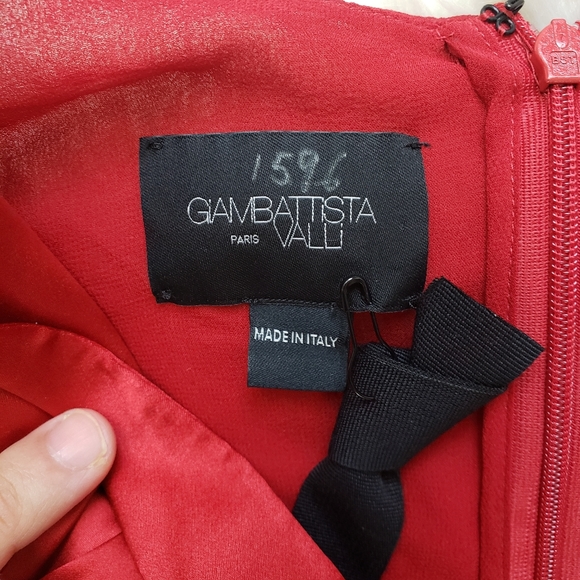 1596
GIAMBATTISTA
PARIS VALLI
MADE IN ITALY